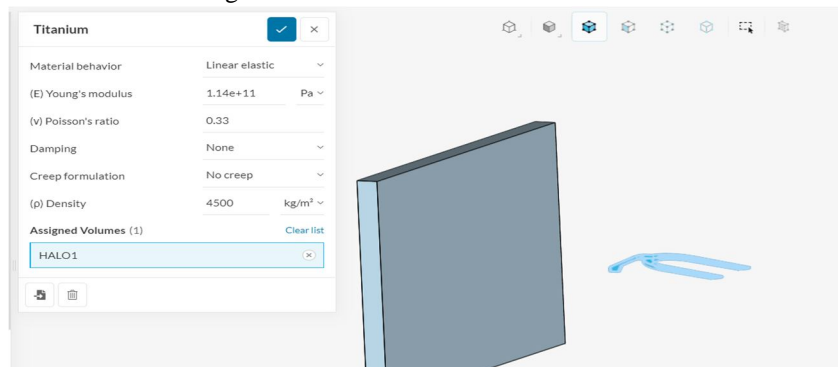 Titanium
Material behavior Linear elastic
(E) Young's modulus 1.14e+11 Pa
(ν) Poisson's ratio 0.33
Damping None
Creep formulation No creep
(ρ) Density 4500 kg/m³
Assigned Volumes (1) Clear list
HALO1